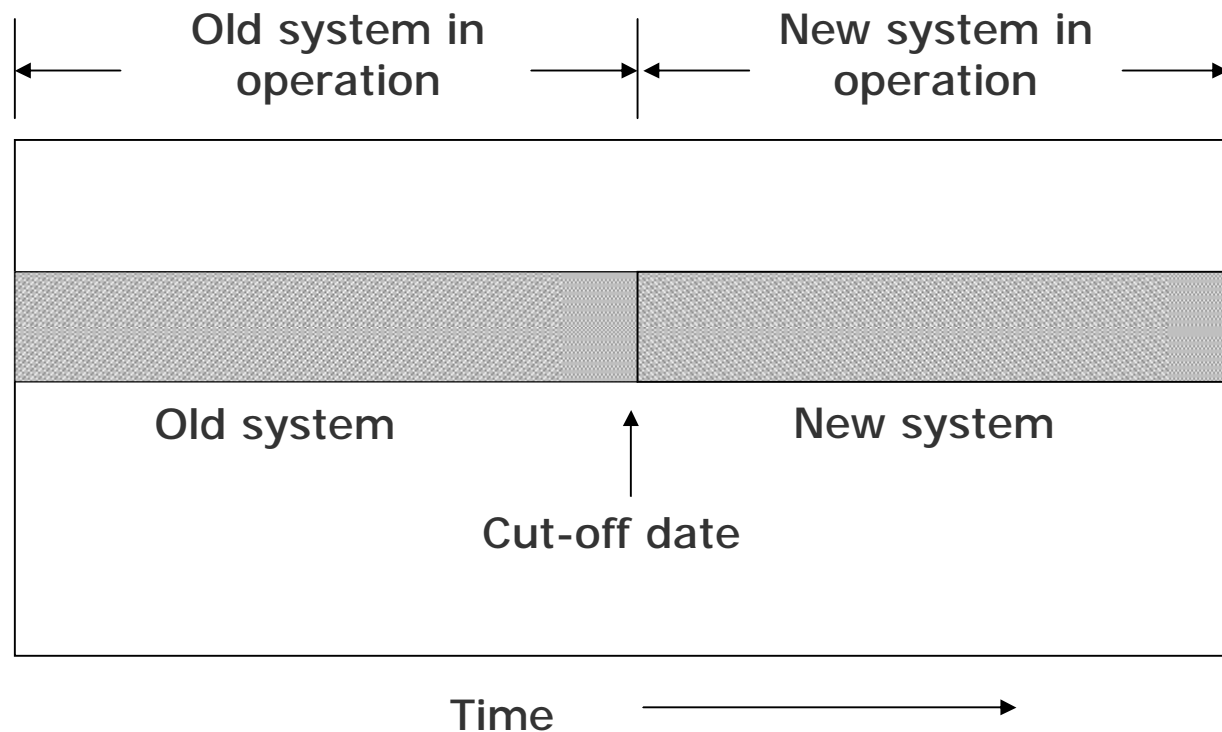 Old system in
operation
New system in
operation
Old system
New system
Cut-off date
Time